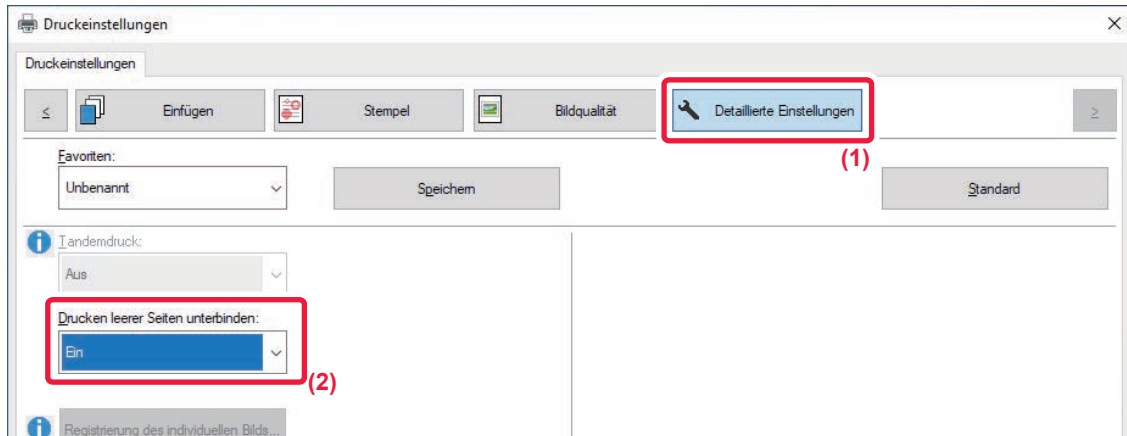 Druckeinstellungen
Druckeinstellungen
< Einfügen Stempel Bildqualität Detaillierte Einstellungen >
(1)
Favoriten:
Unbenannt Speichern Standard
Tandemdruck:
Aus
Drucken leerer Seiten unterbinden:
Ein
(2)
Registrierung des individuellen Bilds...